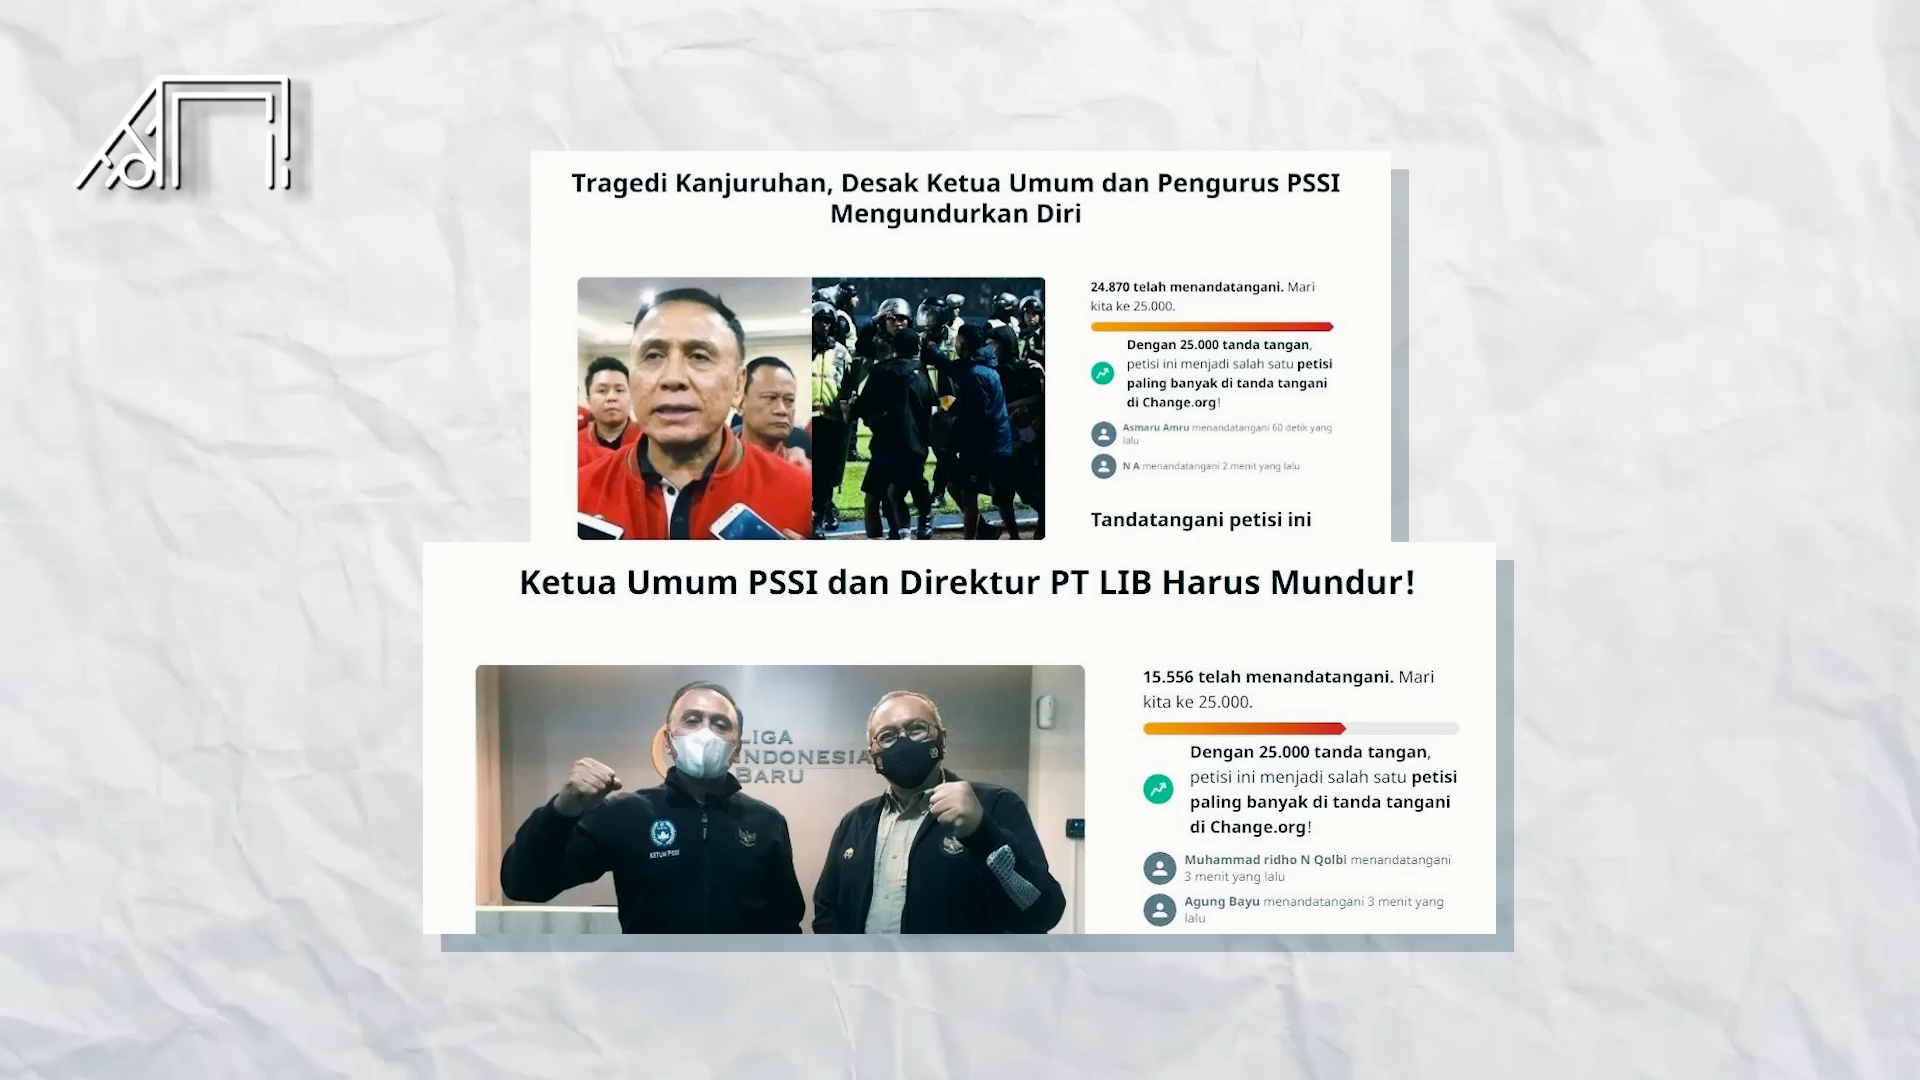 Tragedi Kanjuruhan, Desak Ketua Umum dan Pengurus PSSI
Mengundurkan Diri
24.870 telah menandatangani. Mari
kita ke 25.000.
Dengan 25.000 tanda tangan,
petisi ini menjadi salah satu petisi
paling banyak di tanda tangani
di Change.org!
Asmaru Amru menandatangani 60 detik yang
lalu
N A menandatangani 2 menit yang lalu
Tandatangani petisi ini
Ketua Umum PSSI dan Direktur PT LIB Harus Mundur!
LIGA
INDONESIA
BARU
KETUM PSSI
15.556 telah menandatangani. Mari
kita ke 25.000.
Dengan 25.000 tanda tangan,
petisi ini menjadi salah satu petisi
paling banyak di tanda tangani
di Change.org!
Muhammad ridho N Qolbi menandatangani
3 menit yang lalu
Agung Bayu menandatangani 3 menit yang
lalu